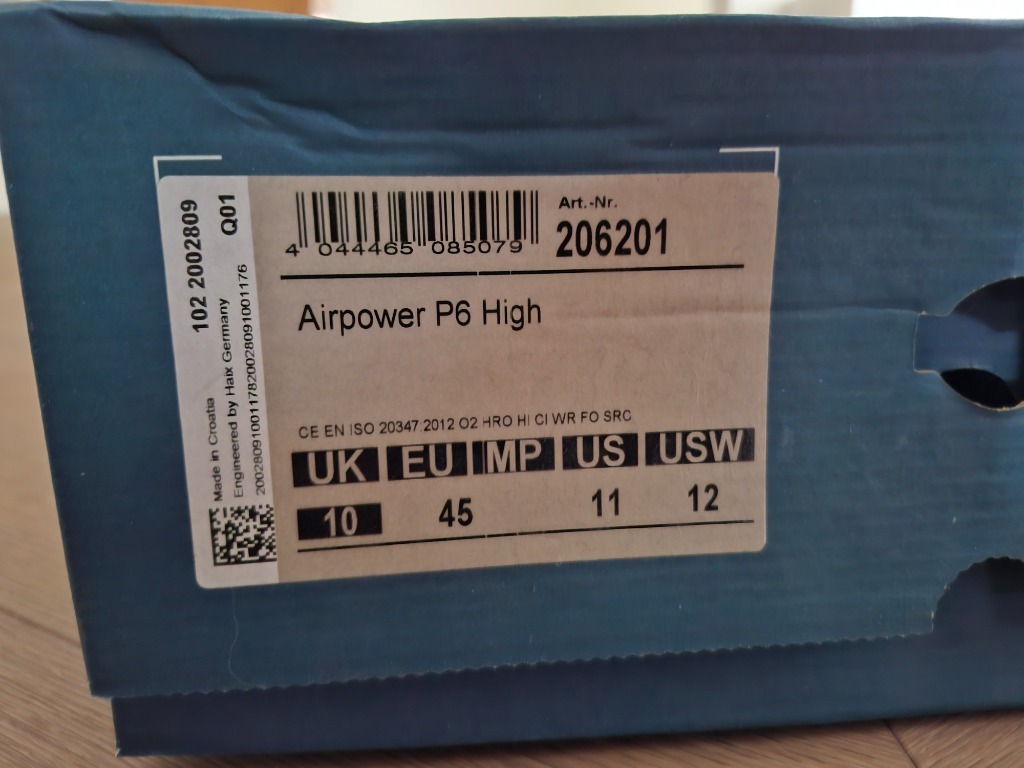 102 2002809
Q01
Made in Croatia
Engineered by Haix Germany
20028091001178200280910011176
4 044465 085079
Art.-Nr.
206201
Airpower P6 High
CE EN ISO 20347:2012 O2 HRO HI CI WR FO SRC
UK EU MP US USW
10 45 11 12